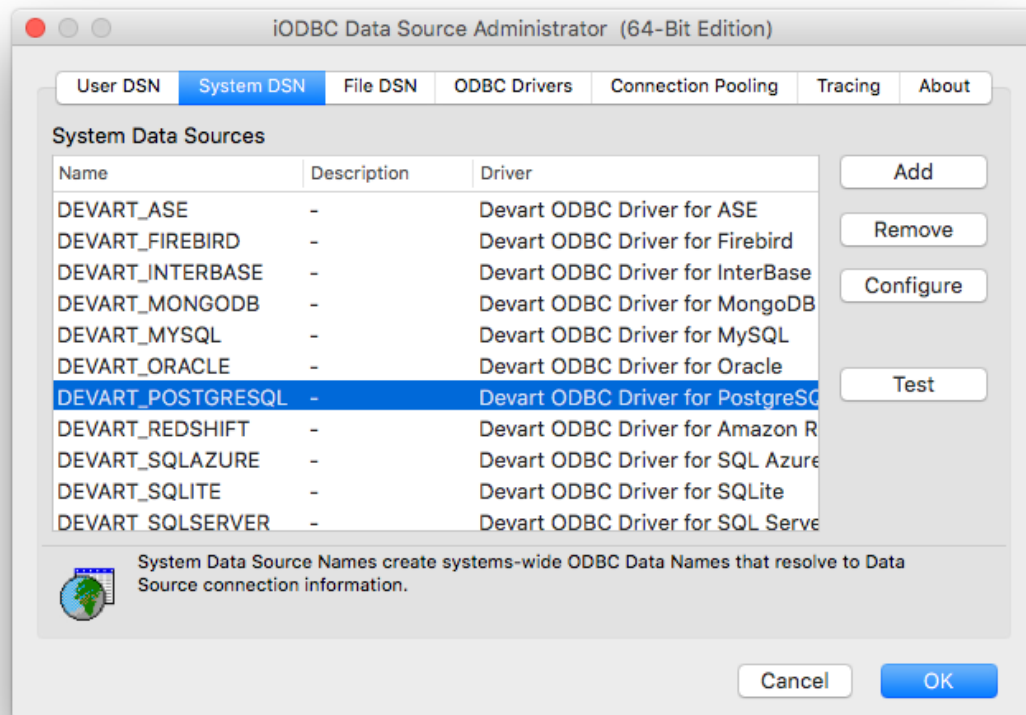 iODBC Data Source Administrator (64-Bit Edition)
User DSN System DSN File DSN ODBC Drivers Connection Pooling Tracing About
System Data Sources
Name Description Driver
DEVART_ASE - Devart ODBC Driver for ASE
DEVART_FIREBIRD - Devart ODBC Driver for Firebird
DEVART_INTERBASE - Devart ODBC Driver for InterBase
DEVART_MONGODB - Devart ODBC Driver for MongoDB
DEVART_MYSQL - Devart ODBC Driver for MySQL
DEVART_ORACLE - Devart ODBC Driver for Oracle
DEVART_POSTGRESQL - Devart ODBC Driver for PostgreSQ
DEVART_REDSHIFT - Devart ODBC Driver for Amazon R
DEVART_SQLAZURE - Devart ODBC Driver for SQL Azure
DEVART_SQLITE - Devart ODBC Driver for SQLite
DEVART_SQLSERVER - Devart ODBC Driver for SQL Serve
Add
Remove
Configure
Test
System Data Source Names create systems-wide ODBC Data Names that resolve to Data
Source connection information.
Cancel OK